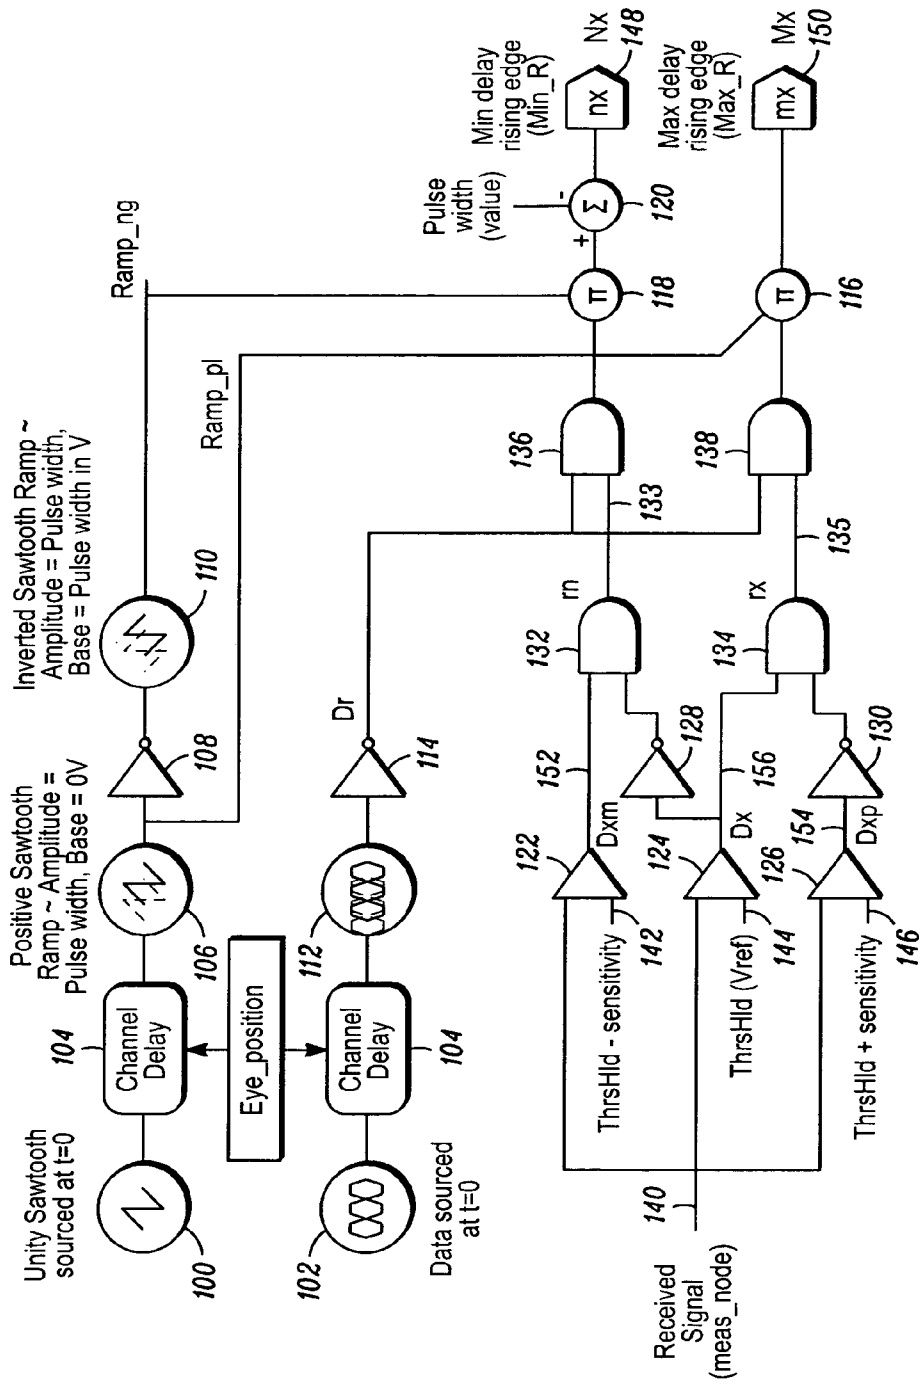 Unity Sawtooth
sourced at t=0
100
104
Channel
Delay
Positive Sawtooth
Ramp ~ Amplitude =
Pulse width, Base = 0V
106
108
Inverted Sawtooth Ramp ~
Amplitude = Pulse width,
Base = Pulse width in V
110
Ramp_ng
Ramp_pl
Eye_position
102
Data sourced
at t=0
Channel
Delay
104
112
114
Dr
Received
Signal
(meas_node)
140
ThrsHld - sensitivity
142
122
Dxm
152
ThrsHld (Vref)
144
124
Dx
156
128
ThrsHld + sensitivity
146
126
Dxp
154
130
132
rn
133
134
rx
135
136
138
π
118
π
116
Pulse
width
(value)
+
-
Σ
120
Min delay
rising edge
(Min_R)
nx
Nx
148
Max delay
rising edge
(Max_R)
mx
Mx
150